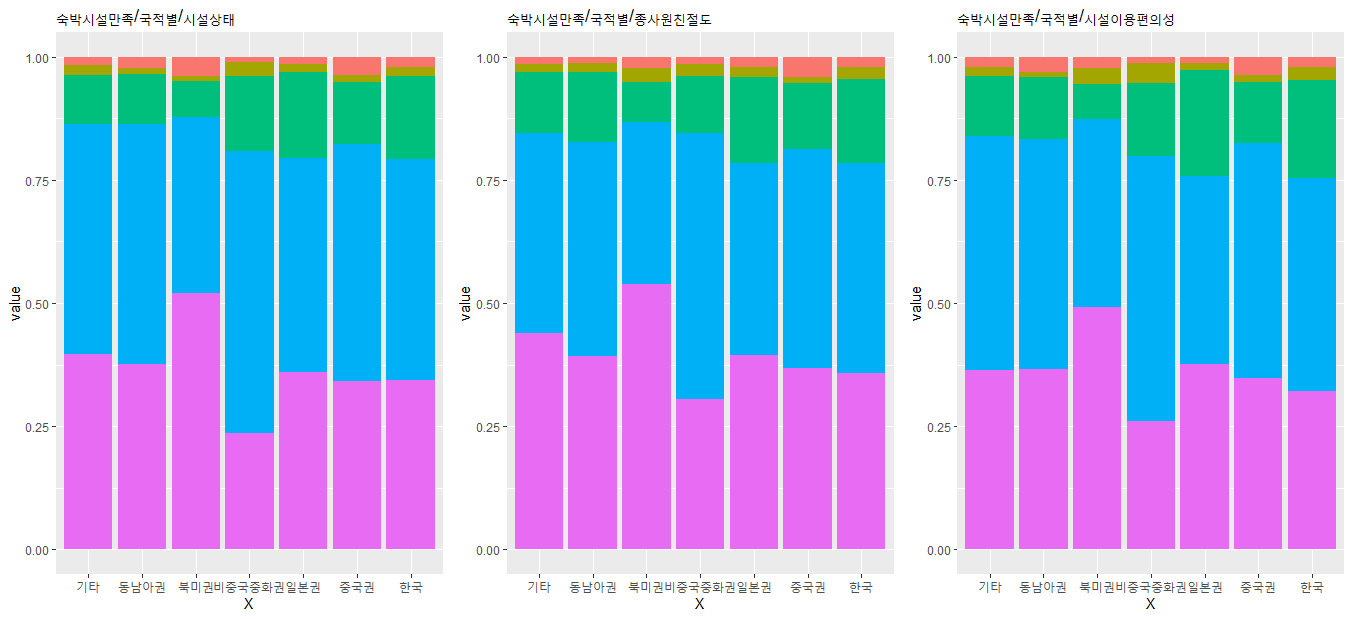 숙박시설만족/국적별/시설상태
1.00
0.75
0.50
0.25
0.00
value
기타 동남아권 북미권 비중국중화권 일본권 중국권 한국
X
숙박시설만족/국적별/종사원친절도
1.00
0.75
0.50
0.25
0.00
value
기타 동남아권 북미권 비중국중화권 일본권 중국권 한국
X
숙박시설만족/국적별/시설이용편의성
1.00
0.75
0.50
0.25
0.00
value
기타 동남아권 북미권 비중국중화권 일본권 중국권 한국
X